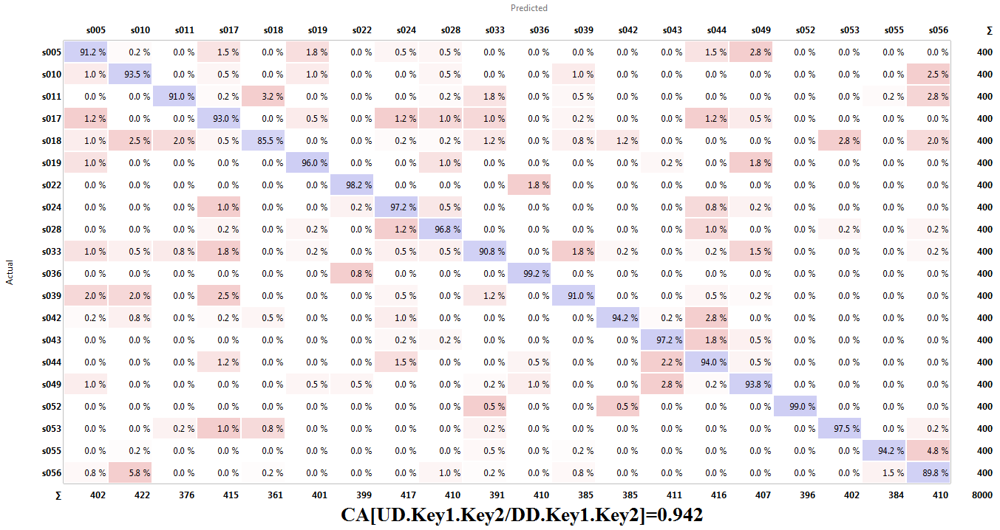 Predicted
s005 s010 s011 s017 s018 s019 s022 s024 s028 s033 s036 s039 s042 s043 s044 s049 s052 s053 s055 s056 Σ
s005 91.2 % 0.2 % 0.0 % 1.5 % 0.0 % 1.8 % 0.0 % 0.5 % 0.5 % 0.0 % 0.0 % 0.0 % 0.0 % 0.0 % 1.5 % 2.8 % 0.0 % 0.0 % 0.0 % 0.0 % 400
s010 1.0 % 93.5 % 0.0 % 0.5 % 0.0 % 1.0 % 0.0 % 0.0 % 0.5 % 0.0 % 0.0 % 1.0 % 0.0 % 0.0 % 0.0 % 0.0 % 0.0 % 0.0 % 0.0 % 2.5 % 400
s011 0.0 % 0.0 % 91.0 % 0.2 % 3.2 % 0.0 % 0.0 % 0.0 % 0.2 % 1.8 % 0.0 % 0.5 % 0.0 % 0.0 % 0.0 % 0.0 % 0.0 % 0.0 % 0.2 % 2.8 % 400
s017 1.2 % 0.0 % 0.0 % 93.0 % 0.0 % 0.5 % 0.0 % 1.2 % 1.0 % 1.0 % 0.0 % 0.2 % 0.0 % 0.0 % 1.2 % 0.5 % 0.0 % 0.0 % 0.0 % 0.0 % 400
s018 1.0 % 2.5 % 2.0 % 0.5 % 85.5 % 0.0 % 0.0 % 0.2 % 0.2 % 1.2 % 0.0 % 0.8 % 1.2 % 0.0 % 0.0 % 0.0 % 0.0 % 2.8 % 0.0 % 2.0 % 400
s019 1.0 % 0.0 % 0.0 % 0.0 % 0.0 % 96.0 % 0.0 % 0.0 % 1.0 % 0.0 % 0.0 % 0.0 % 0.0 % 0.2 % 0.0 % 1.8 % 0.0 % 0.0 % 0.0 % 0.0 % 400
s022 0.0 % 0.0 % 0.0 % 0.0 % 0.0 % 0.0 % 98.2 % 0.0 % 0.0 % 0.0 % 1.8 % 0.0 % 0.0 % 0.0 % 0.0 % 0.0 % 0.0 % 0.0 % 0.0 % 0.0 % 400
s024 0.0 % 0.0 % 0.0 % 1.0 % 0.0 % 0.0 % 0.2 % 97.2 % 0.5 % 0.0 % 0.0 % 0.0 % 0.0 % 0.0 % 0.8 % 0.2 % 0.0 % 0.0 % 0.0 % 0.0 % 400
s028 0.0 % 0.0 % 0.0 % 0.2 % 0.0 % 0.2 % 0.0 % 1.2 % 96.8 % 0.0 % 0.0 % 0.0 % 0.0 % 0.0 % 1.0 % 0.0 % 0.0 % 0.2 % 0.0 % 0.2 % 400
s033 1.0 % 0.5 % 0.8 % 1.8 % 0.0 % 0.2 % 0.0 % 0.5 % 0.5 % 90.8 % 0.0 % 1.8 % 0.2 % 0.0 % 0.2 % 1.5 % 0.0 % 0.0 % 0.0 % 0.2 % 400
Actual
s036 0.0 % 0.0 % 0.0 % 0.0 % 0.0 % 0.0 % 0.8 % 0.0 % 0.0 % 0.0 % 99.2 % 0.0 % 0.0 % 0.0 % 0.0 % 0.0 % 0.0 % 0.0 % 0.0 % 0.0 % 400
s039 2.0 % 2.0 % 0.0 % 2.5 % 0.0 % 0.0 % 0.0 % 0.5 % 0.0 % 1.2 % 0.0 % 91.0 % 0.0 % 0.0 % 0.5 % 0.2 % 0.0 % 0.0 % 0.0 % 0.0 % 400
s042 0.2 % 0.8 % 0.0 % 0.2 % 0.5 % 0.0 % 0.0 % 1.0 % 0.0 % 0.0 % 0.0 % 0.0 % 94.2 % 0.2 % 2.8 % 0.0 % 0.0 % 0.0 % 0.0 % 0.0 % 400
s043 0.0 % 0.0 % 0.0 % 0.0 % 0.0 % 0.0 % 0.0 % 0.2 % 0.2 % 0.0 % 0.0 % 0.0 % 0.0 % 97.2 % 1.8 % 0.5 % 0.0 % 0.0 % 0.0 % 0.0 % 400
s044 0.0 % 0.0 % 0.0 % 1.2 % 0.0 % 0.0 % 0.0 % 1.5 % 0.0 % 0.0 % 0.5 % 0.0 % 0.0 % 2.2 % 94.0 % 0.5 % 0.0 % 0.0 % 0.0 % 0.0 % 400
s049 1.0 % 0.0 % 0.0 % 0.0 % 0.0 % 0.5 % 0.5 % 0.0 % 0.0 % 0.2 % 1.0 % 0.0 % 0.0 % 2.8 % 0.2 % 93.8 % 0.0 % 0.0 % 0.0 % 0.0 % 400
s052 0.0 % 0.0 % 0.0 % 0.0 % 0.0 % 0.0 % 0.0 % 0.0 % 0.0 % 0.5 % 0.0 % 0.0 % 0.5 % 0.0 % 0.0 % 0.0 % 99.0 % 0.0 % 0.0 % 0.0 % 400
s053 0.0 % 0.0 % 0.2 % 1.0 % 0.8 % 0.0 % 0.0 % 0.0 % 0.0 % 0.2 % 0.0 % 0.0 % 0.0 % 0.0 % 0.0 % 0.0 % 0.0 % 97.5 % 0.0 % 0.2 % 400
s055 0.0 % 0.2 % 0.0 % 0.0 % 0.0 % 0.0 % 0.0 % 0.0 % 0.0 % 0.5 % 0.0 % 0.2 % 0.0 % 0.0 % 0.0 % 0.0 % 0.0 % 0.0 % 94.2 % 4.8 % 400
s056 0.8 % 5.8 % 0.0 % 0.0 % 0.2 % 0.0 % 0.0 % 0.0 % 1.0 % 0.2 % 0.0 % 0.8 % 0.0 % 0.0 % 0.0 % 0.0 % 0.0 % 0.0 % 1.5 % 89.8 % 400
Σ 402 422 376 415 361 401 399 417 410 391 410 385 385 411 416 407 396 402 384 410 8000
CA[UD.Key1.Key2/DD.Key1.Key2]=0.942